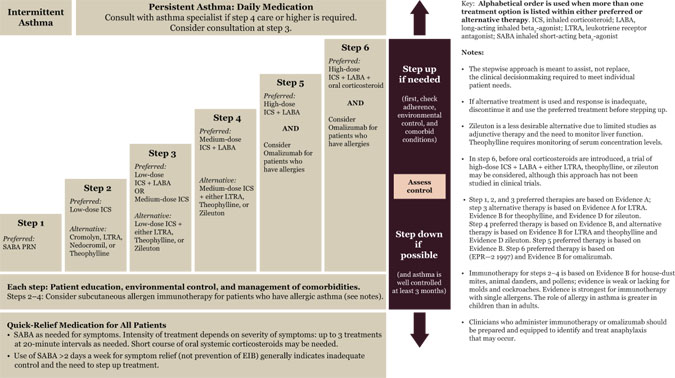 Intermittent
Asthma
Persistent Asthma: Daily Medication
Consult with asthma specialist if step 4 care or higher is required.
Consider consultation at step 3.
Step 1
Preferred:
SABA PRN
Step 2
Preferred:
Low-dose ICS
Alternative:
Cromolyn, LTRA,
Nedocromil, or
Theophylline
Step 3
Preferred:
Low-dose
ICS + LABA
OR
Medium-dose ICS
Alternative:
Low-dose ICS +
either LTRA,
Theophylline, or
Zileuton
Step 4
Preferred:
Medium-dose
ICS + LABA
Alternative:
Medium-dose ICS
+ either LTRA,
Theophylline, or
Zileuton
Step 5
Preferred:
High-dose
ICS + LABA
AND
Consider
Omalizumab for
patients who
have allergies
Step 6
Preferred:
High-dose
ICS + LABA +
oral corticosteroid
AND
Consider
Omalizumab for
patients who
have allergies
Each step: Patient education, environmental control, and management of comorbidities.
Steps 2–4: Consider subcutaneous allergen immunotherapy for patients who have allergic asthma (see notes).
Quick-Relief Medication for All Patients
• SABA as needed for symptoms. Intensity of treatment depends on severity of symptoms: up to 3 treatments
at 20-minute intervals as needed. Short course of oral systemic corticosteroids may be needed.
• Use of SABA >2 days a week for symptom relief (not prevention of EIB) generally indicates inadequate
control and the need to step up treatment.
Step up
if needed
(first, check
adherence,
environmental
control, and
comorbid
conditions)
Assess
control
Step down
if
possible
(and asthma is
well controlled
at least 3 months)
Key: Alphabetical order is used when more than one
treatment option is listed within either preferred or
alternative therapy. ICS, inhaled corticosteroid; LABA,
long-acting inhaled beta₂-agonist; LTRA, leukotriene receptor
antagonist; SABA inhaled short-acting beta₂-agonist
Notes:
• The stepwise approach is meant to assist, not replace,
the clinical decisionmaking required to meet individual
patient needs.
• If alternative treatment is used and response is inadequate,
discontinue it and use the preferred treatment before stepping up.
• Zileuton is a less desirable alternative due to limited studies as
adjunctive therapy and the need to monitor liver function.
Theophylline requires monitoring of serum concentration levels.
• In step 6, before oral corticosteroids are introduced, a trial of
high-dose ICS + LABA + either LTRA, theophylline, or zileuton
may be considered, although this approach has not been
studied in clinical trials.
• Step 1, 2, and 3 preferred therapies are based on Evidence A;
step 3 alternative therapy is based on Evidence A for LTRA.
Evidence B for theophylline, and Evidence D for zileuton.
Step 4 preferred therapy is based on Evidence B, and alternative
therapy is based on Evidence B for LTRA and theophylline and
Evidence D zileuton. Step 5 preferred therapy is based on
Evidence B. Step 6 preferred therapy is based on
(EPR—2 1997) and Evidence B for omalizumab.
• Immunotherapy for steps 2–4 is based on Evidence B for house-dust
mites, animal danders, and pollens; evidence is weak or lacking for
molds and cockroaches. Evidence is strongest for immunotherapy
with single allergens. The role of allergy in asthma is greater in
children than in adults.
• Clinicians who administer immunotherapy or omalizumab should
be prepared and equipped to identify and treat anaphylaxis
that may occur.